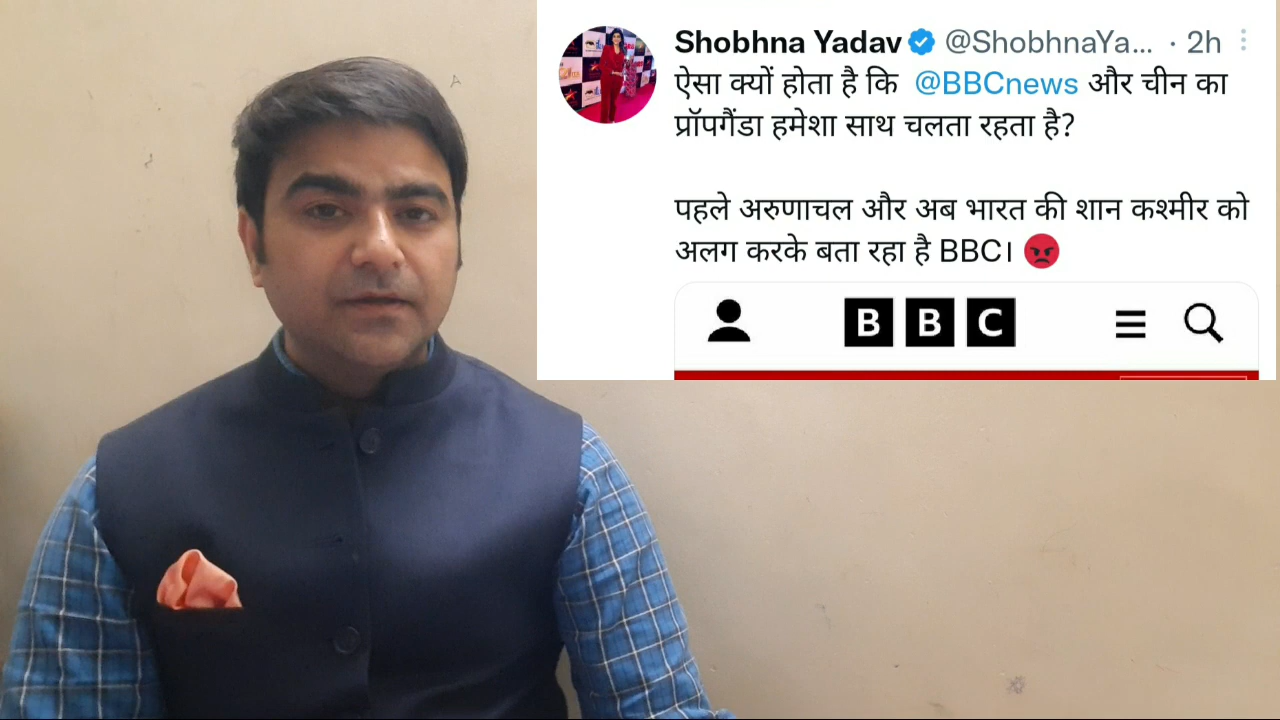 Shobhna Yadav @ShobhnaYa... · 2h
ऐसा क्यों होता है कि @BBCnews और चीन का
प्रॉपगैंडा हमेशा साथ चलता रहता है?
पहले अरुणाचल और अब भारत की शान कश्मीर को
अलग करके बता रहा है BBC। 😡
BBC